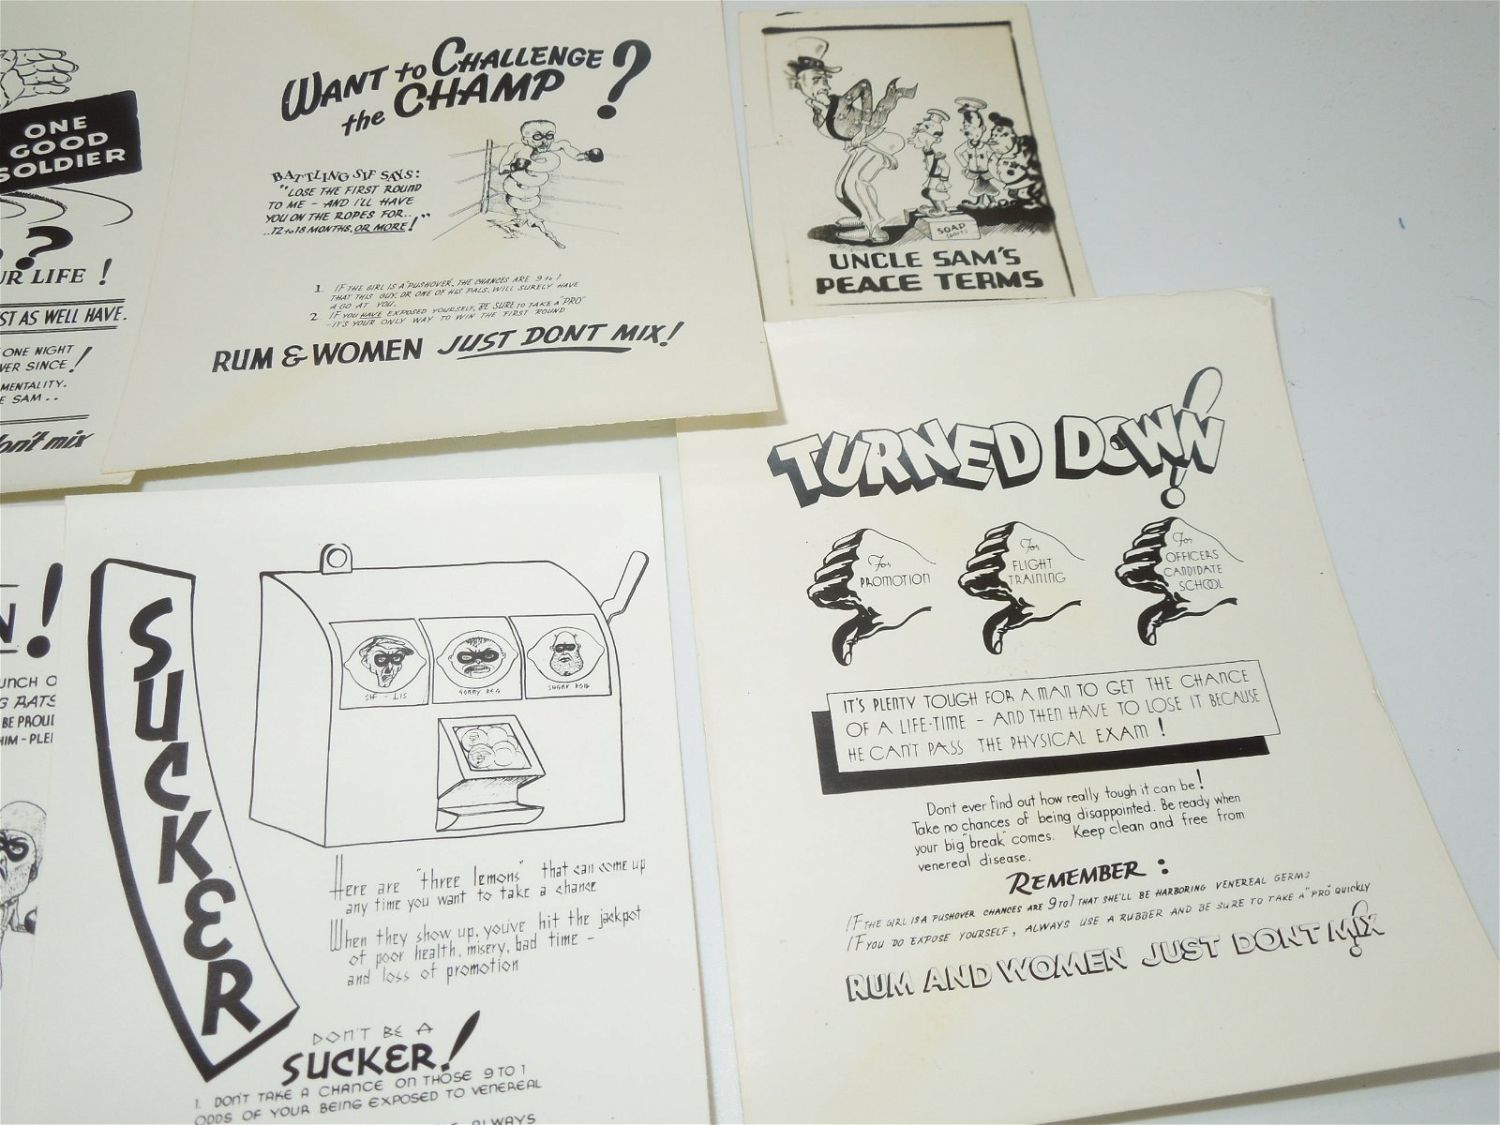 ONE
GOOD
SOLDIER
?
UR LIFE !
ST AS WELL HAVE.
ONE NIGHT
VER SINCE !
MENTALITY.
E SAM ..
don't mix
WANT to CHALLENGE
the CHAMP ?
BATTLING SIF SAYS:
"LOSE THE FIRST ROUND
TO ME - AND I'LL HAVE
YOU ON THE ROPES FOR..
..12 to 18 MONTHS, OR MORE!"
1. IF THE GIRL IS A "PUSHOVER", THE CHANCES ARE 9 to 1
THAT THIS GUY, OR ONE OF HIS PALS, WILL SURELY HAVE
A GO AT YOU.
2 IF YOU HAVE EXPOSED YOURSELF, BE SURE TO TAKE A "PRO"
-IT'S YOUR ONLY WAY TO WIN THE FIRST ROUND
RUM & WOMEN JUST DONT MIX!
SOAP
UNCLE SAM'S
PEACE TERMS
N!
UNCH O
G RATS
BE PROUD
HIM - PLE
SUCKER
SIF - LIS
GONNY REA
Here are "three lemons" that can come up
any time you want to take a chance
When they show up, you've hit the jackpot
of poor health, misery, bad time -
and loss of promotion
DON'T BE A
SUCKER!
1. DON'T TAKE A CHANCE ON THOSE 9 TO 1
ODDS OF YOUR BEING EXPOSED TO VENEREAL
ALWAYS
TURNED DOWN!
For
PROMOTION
For
FLIGHT
TRAINING
For
OFFICERS
CANDIDATE
SCHOOL
IT'S PLENTY TOUGH FOR A MAN TO GET THE CHANCE
OF A LIFE-TIME - AND THEN HAVE TO LOSE IT BECAUSE
HE CAN'T PASS THE PHYSICAL EXAM !
Don't ever find out how really tough it can be!
Take no chances of being disappointed. Be ready when
your big "break" comes. Keep clean and free from
venereal disease.
REMEMBER :
IF THE GIRL IS A PUSHOVER CHANCES ARE 9 to 1 THAT SHE'LL BE HARBORING VENEREAL GERMS
IF YOU DO EXPOSE YOURSELF, ALWAYS USE A RUBBER AND BE SURE TO TAKE A "PRO" QUICKLY
RUM AND WOMEN JUST DONT MIX!